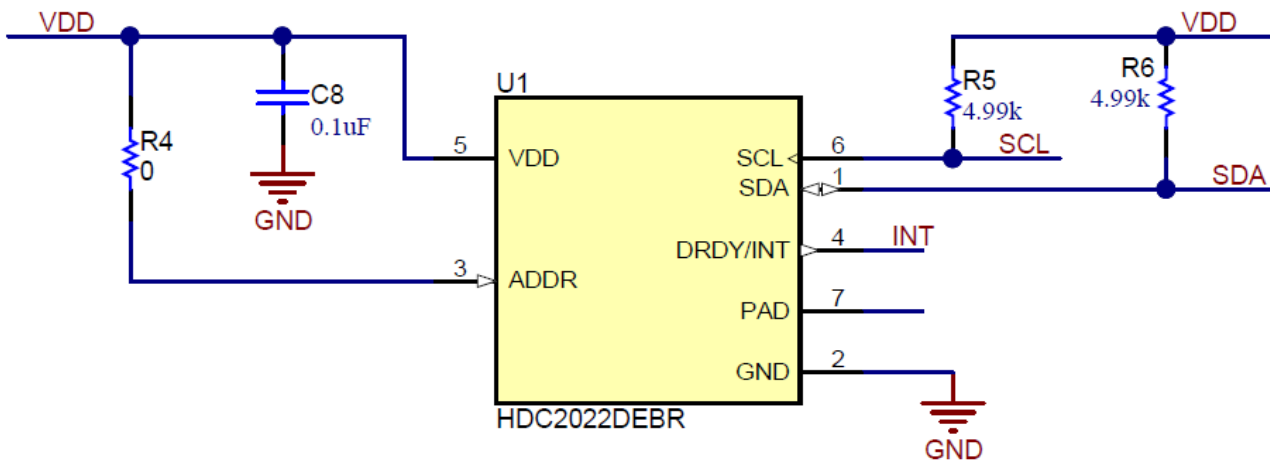 VDD
VDD
U1
R5
4.99k
R6
4.99k
C8
0.1uF
R4
0
5
VDD
SCL
6
SCL
SDA
1
SDA
GND
DRDY/INT
4
INT
3
ADDR
PAD
7
GND
2
HDC2022DEBR
GND